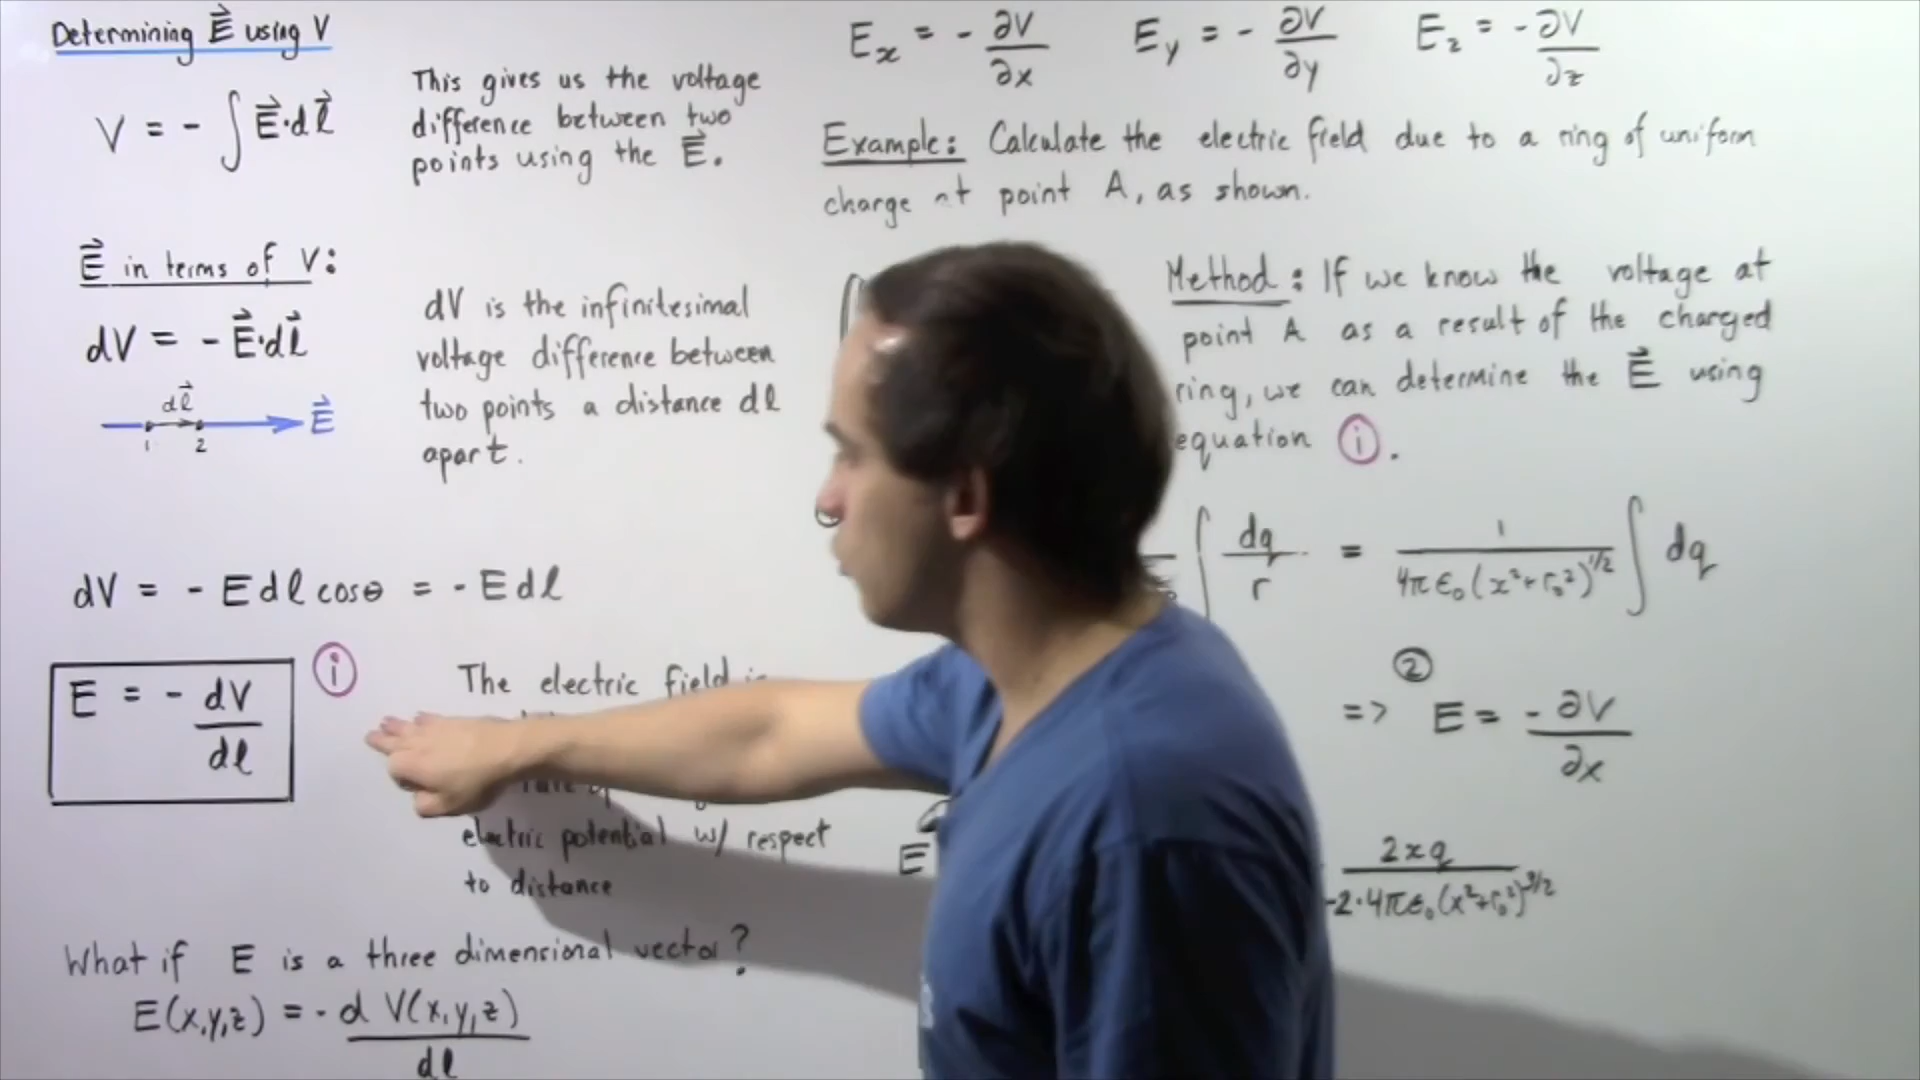 Determining E⃗ using V
V = - ∫ E⃗·dl⃗
This gives us the voltage
difference between two
points using the E⃗.
E⃗ in terms of V:
dV = - E⃗·dl⃗
dl⃗
E⃗
1 2
dV is the infinitesimal
voltage difference between
two points a distance dl
apart.
dV = - E dl cosθ = - E dl
E = - dV/dl
i
The electric field
electric potential w/ respect
to distance
What if E is a three dimensional vector?
E(x,y,z) = - d V(x,y,z)/dl
Ex = - ∂V/∂x Ey = - ∂V/∂y Ez = - ∂V/∂z
Example: Calculate the electric field due to a ring of uniform
charge at point A, as shown.
Method: If we know the voltage at
point A as a result of the charged
ring, we can determine the E⃗ using
equation i.
∫ dq/r = 1/4πε₀(x²+r₀²)^1/2 ∫ dq
2
=> E = - ∂V/∂x
E
2xq/-2·4πε₀(x²+r₀²)^-3/2